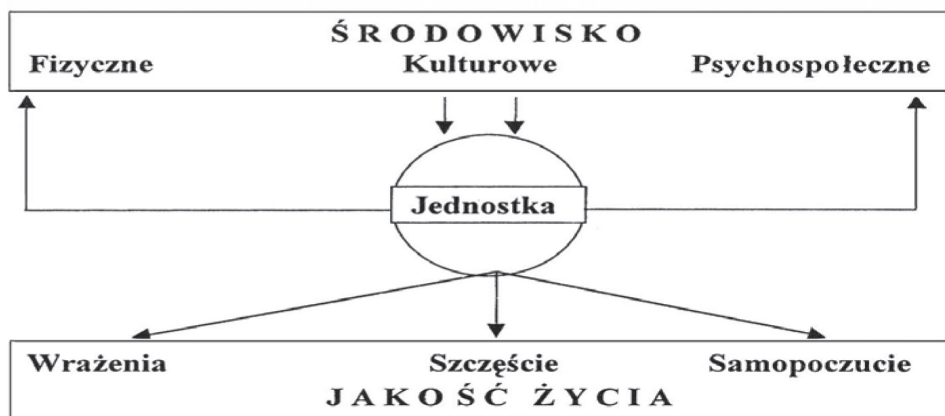 ŚRODOWISKO
Fizyczne Kulturowe Psychospołeczne
Jednostka
Wrażenia Szczęście Samopoczucie
JAKOŚĆ ŻYCIA